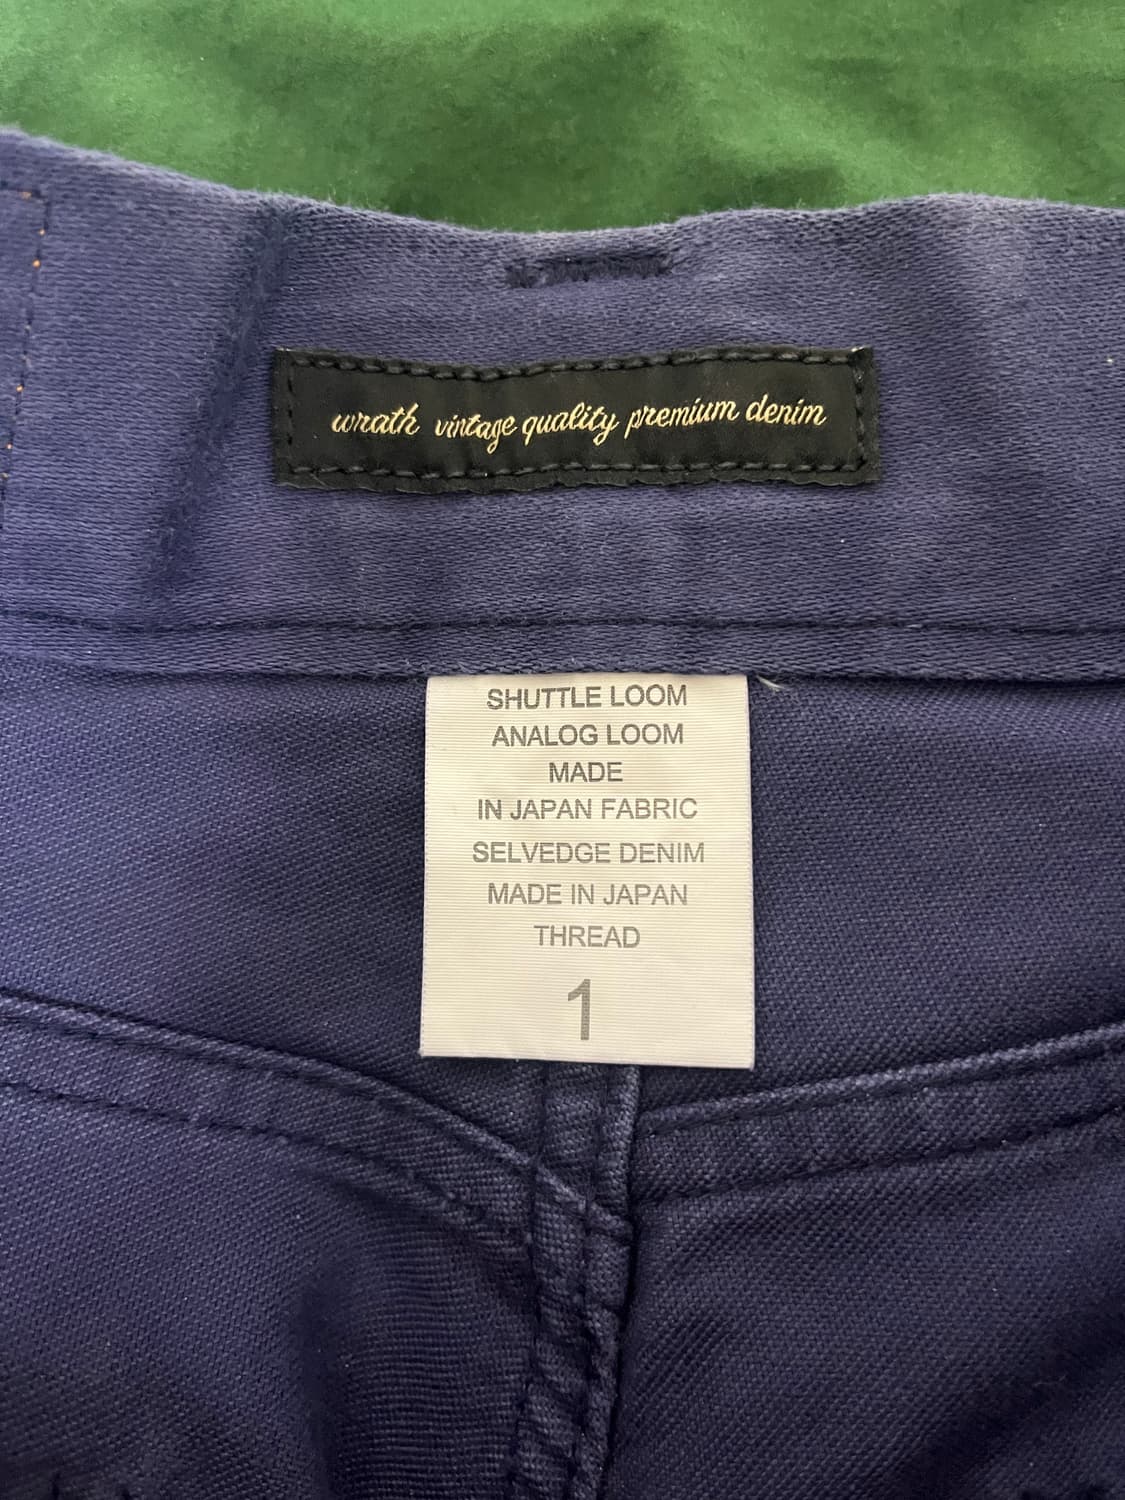 wrath vintage quality premium denim
SHUTTLE LOOM
ANALOG LOOM
MADE
IN JAPAN FABRIC
SELVEDGE DENIM
MADE IN JAPAN
THREAD
1